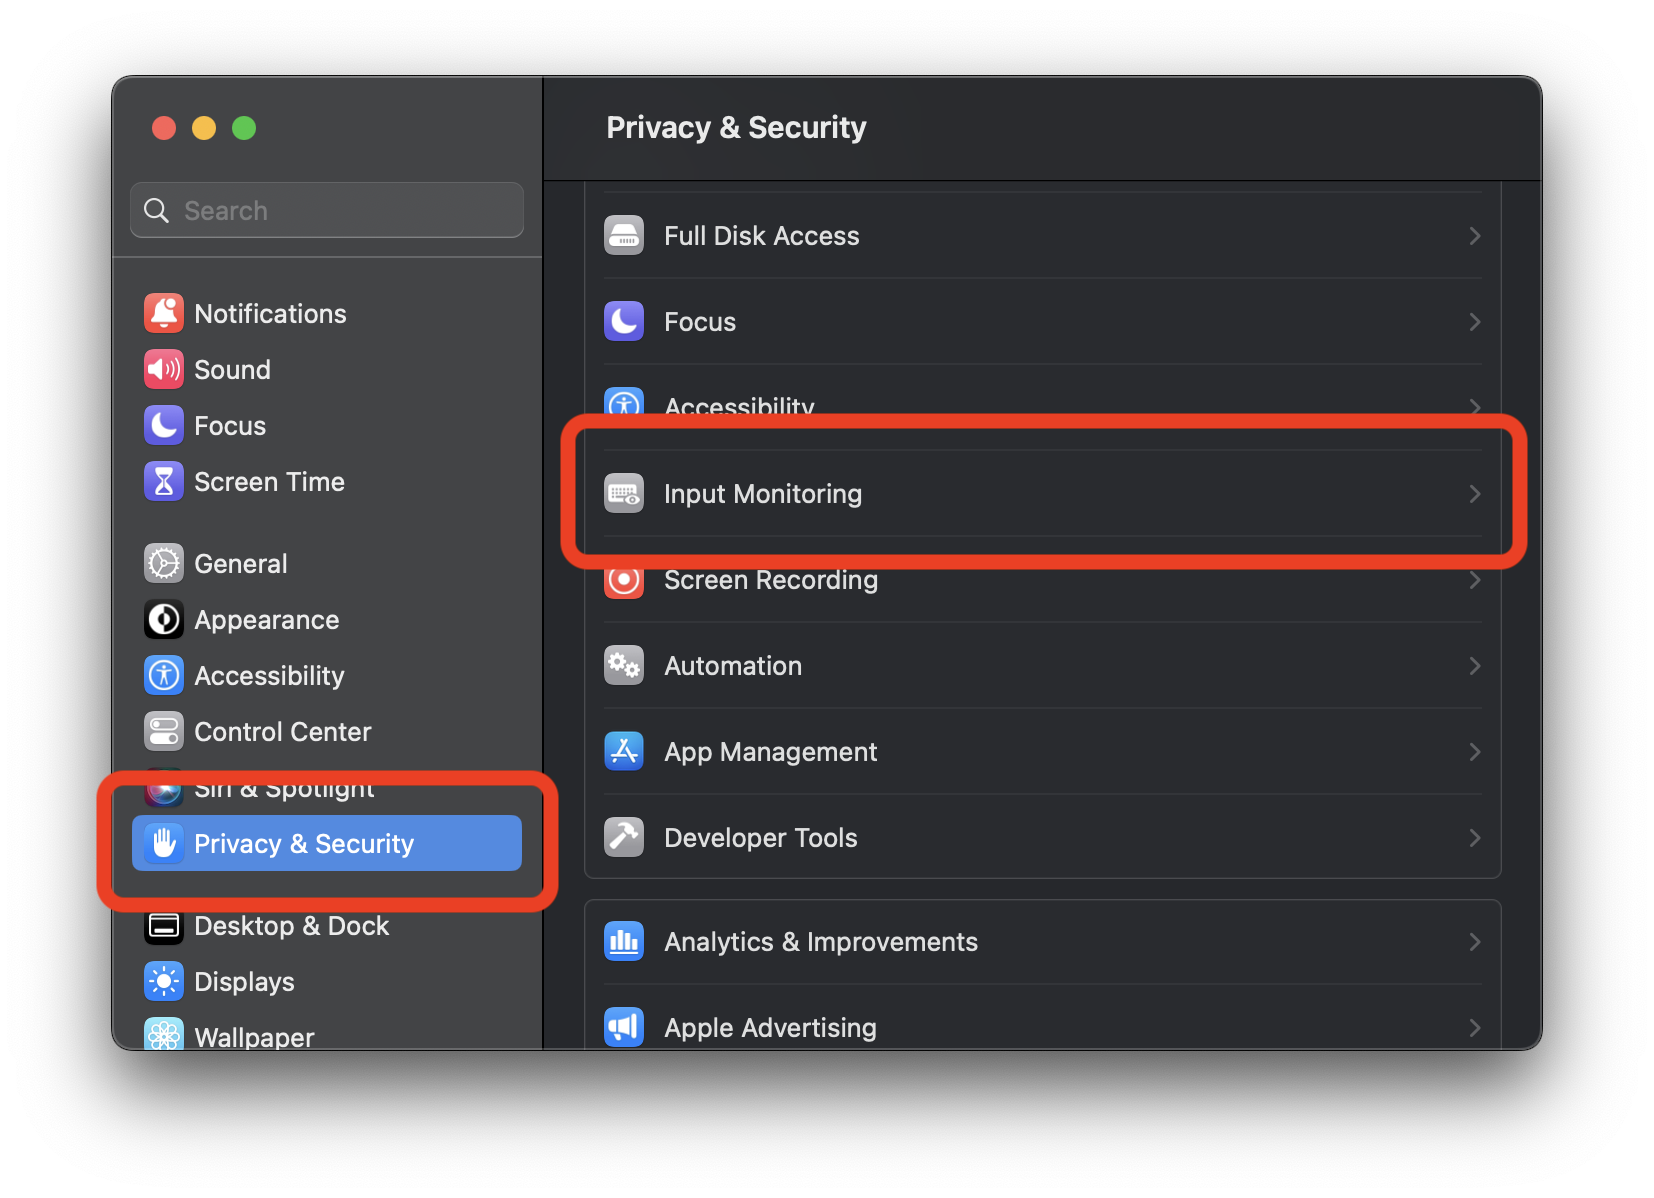 Search
Notifications
Sound
Focus
Screen Time
General
Appearance
Accessibility
Control Center
Siri & Spotlight
Privacy & Security
Desktop & Dock
Displays
Wallpaper
Privacy & Security
Full Disk Access
Focus
Accessibility
Input Monitoring
Screen Recording
Automation
App Management
Developer Tools
Analytics & Improvements
Apple Advertising